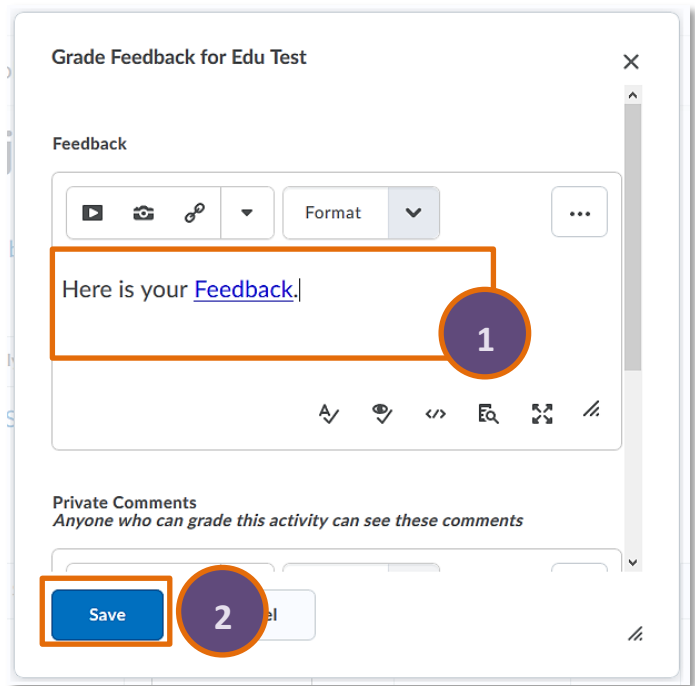 Grade Feedback for Edu Test
Feedback
Format
Here is your Feedback.
1
Private Comments
Anyone who can grade this activity can see these comments
Save
2
el